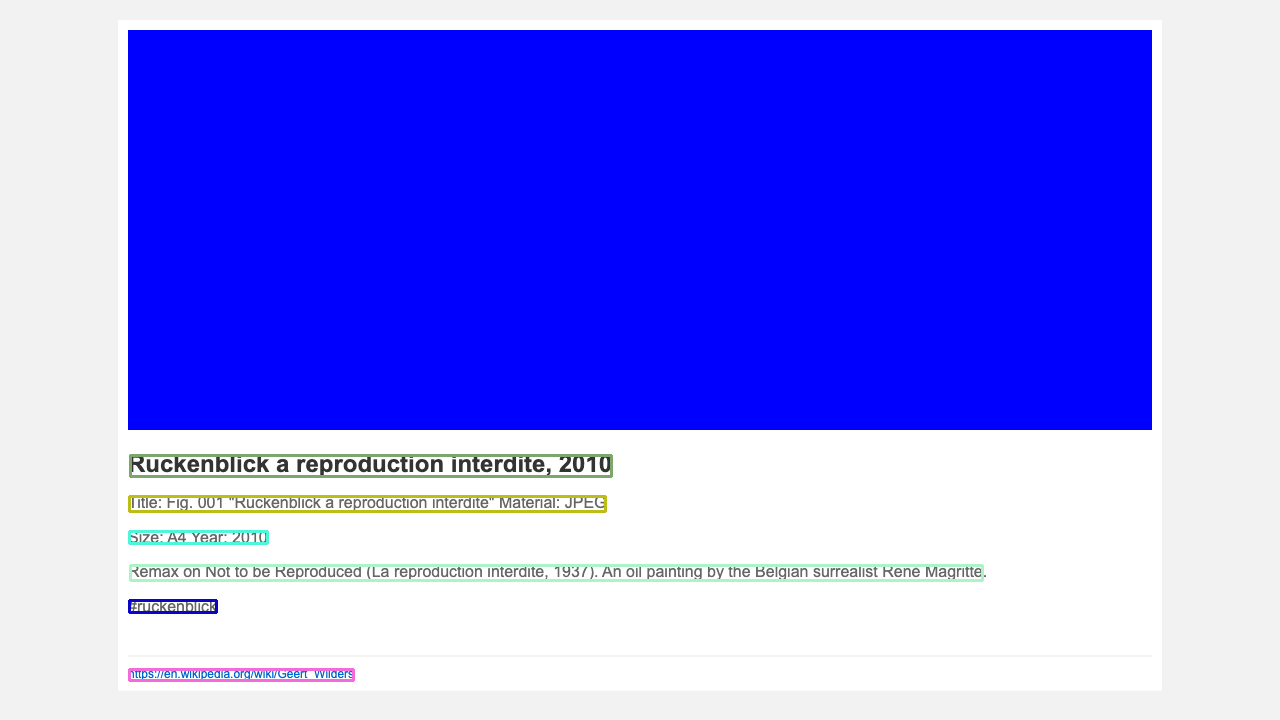 Ruckenblick a reproduction interdite, 2010
Title: Fig. 001 "Ruckenblick a reproduction interdite" Material: JPEG
Size: A4 Year: 2010
Remax on Not to be Reproduced (La reproduction interdite, 1937). An oil painting by the Belgian surrealist Rene Magritte.
#ruckenblick
https://en.wikipedia.org/wiki/Geert_Wilders